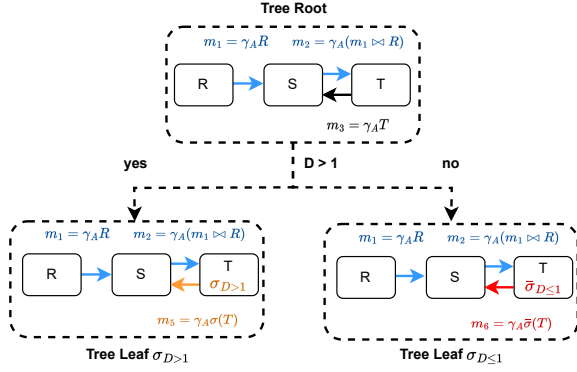 Tree Root
m₁ = γ_A R m₂ = γ_A(m₁ ⋈ R)
R S T
m₃ = γ_A T
yes D > 1 no
m₁ = γ_A R m₂ = γ_A(m₁ ⋈ R)
R S T
σ_{D>1}
m₅ = γ_A σ(T)
Tree Leaf σ_{D>1}
m₁ = γ_A R m₂ = γ_A(m₁ ⋈ R)
R S T
σ̄_{D≤1}
m₆ = γ_A σ̄(T)
Tree Leaf σ_{D≤1}